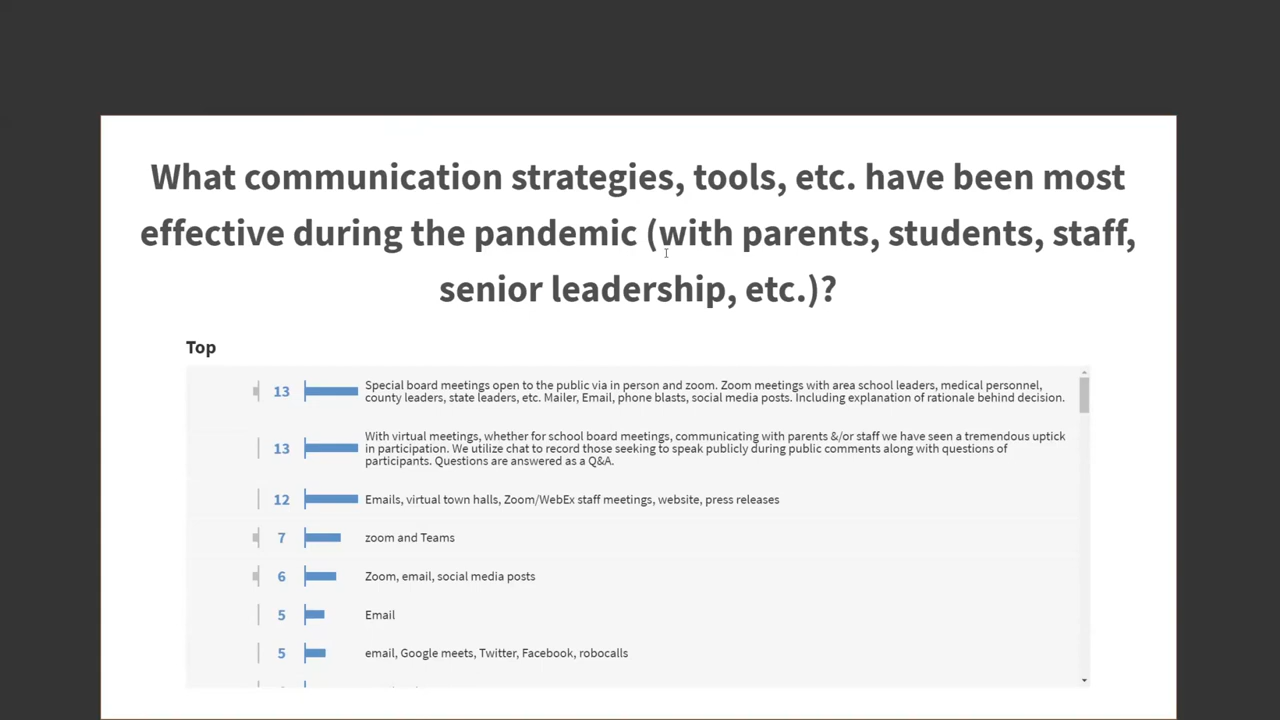 What communication strategies, tools, etc. have been most
effective during the pandemic (with parents, students, staff,
senior leadership, etc.)?
Top
13 Special board meetings open to the public via in person and zoom. Zoom meetings with area school leaders, medical personnel,
county leaders, state leaders, etc. Mailer, Email, phone blasts, social media posts. Including explanation of rationale behind decision.
With virtual meetings, whether for school board meetings, communicating with parents &/or staff we have seen a tremendous uptick
13 in participation. We utilize chat to record those seeking to speak publicly during public comments along with questions of
participants. Questions are answered as a Q&A.
12 Emails, virtual town halls, Zoom/WebEx staff meetings, website, press releases
7 zoom and Teams
6 Zoom, email, social media posts
5 Email
5 email, Google meets, Twitter, Facebook, robocalls